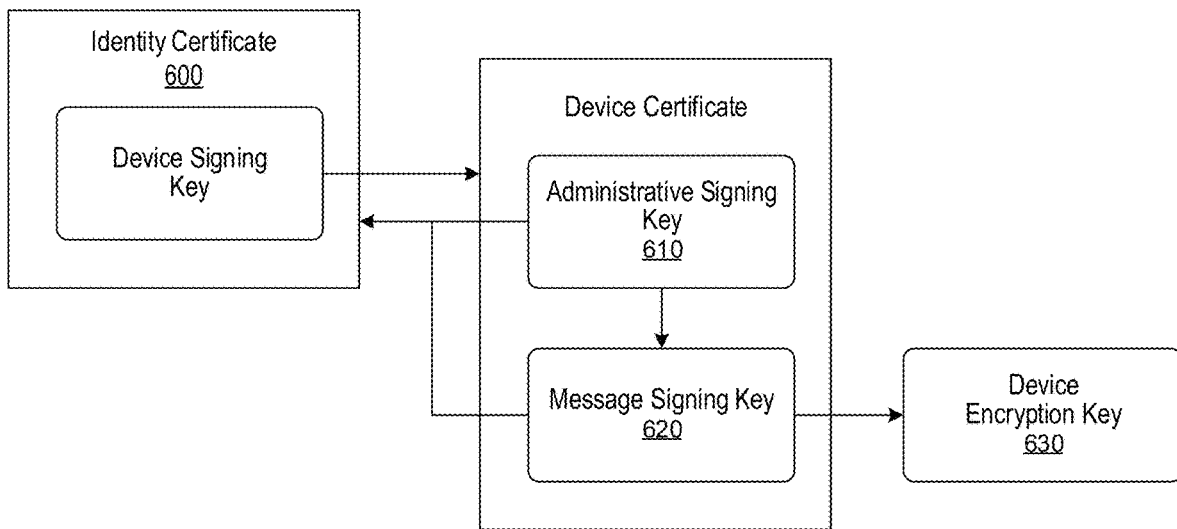 Identity Certificate
600
Device Signing
Key
Device Certificate
Administrative Signing
Key
610
Message Signing Key
620
Device
Encryption Key
630